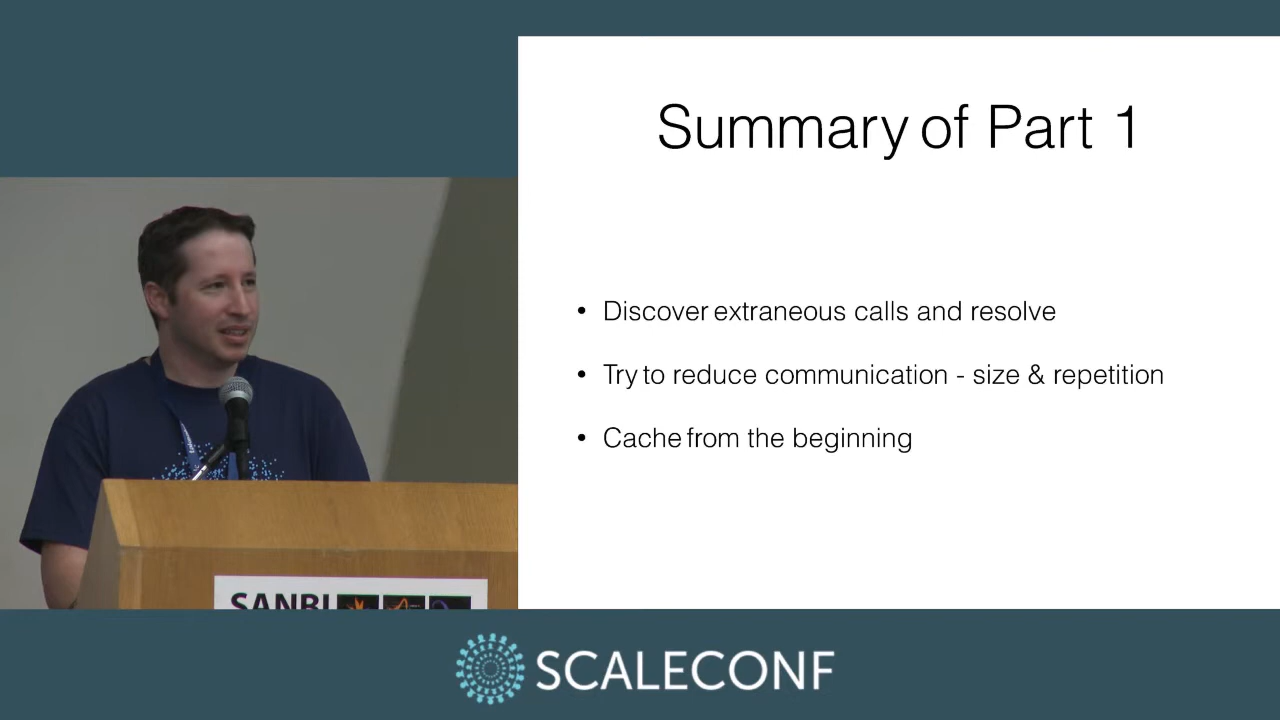 Summary of Part 1
• Discover extraneous calls and resolve
• Try to reduce communication - size & repetition
• Cache from the beginning
SANBI
SCALECONF